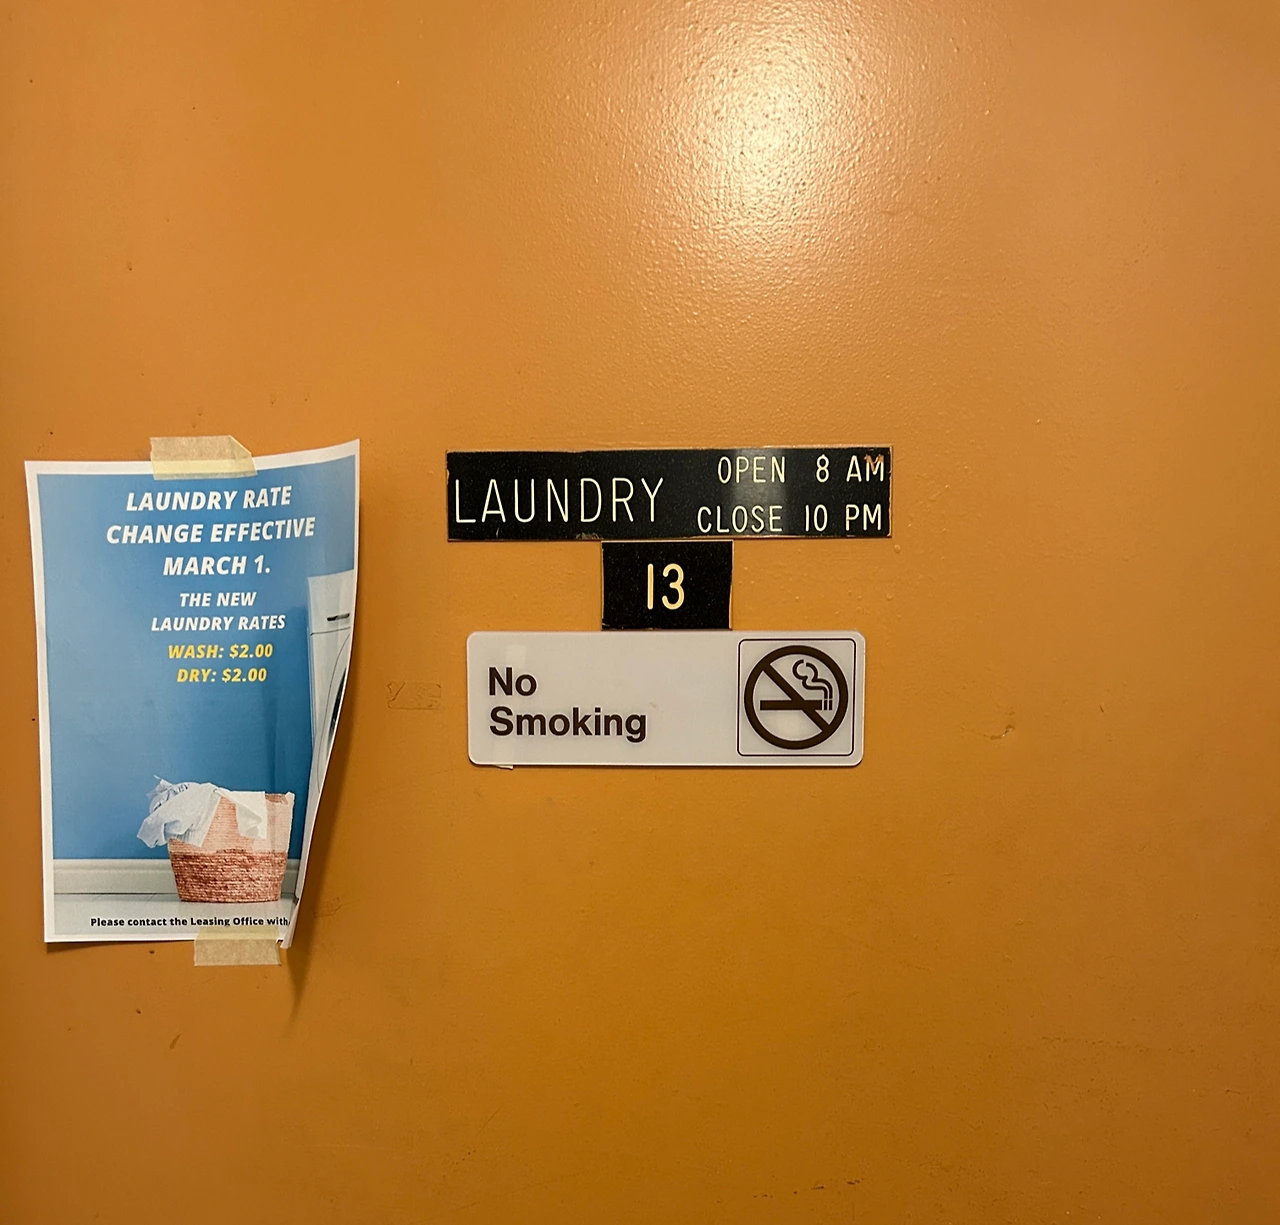 LAUNDRY RATE
CHANGE EFFECTIVE
MARCH 1.
THE NEW
LAUNDRY RATES
WASH: $2.00
DRY: $2.00
Please contact the Leasing Office with
LAUNDRY
OPEN 8 AM
CLOSE 10 PM
13
No
Smoking